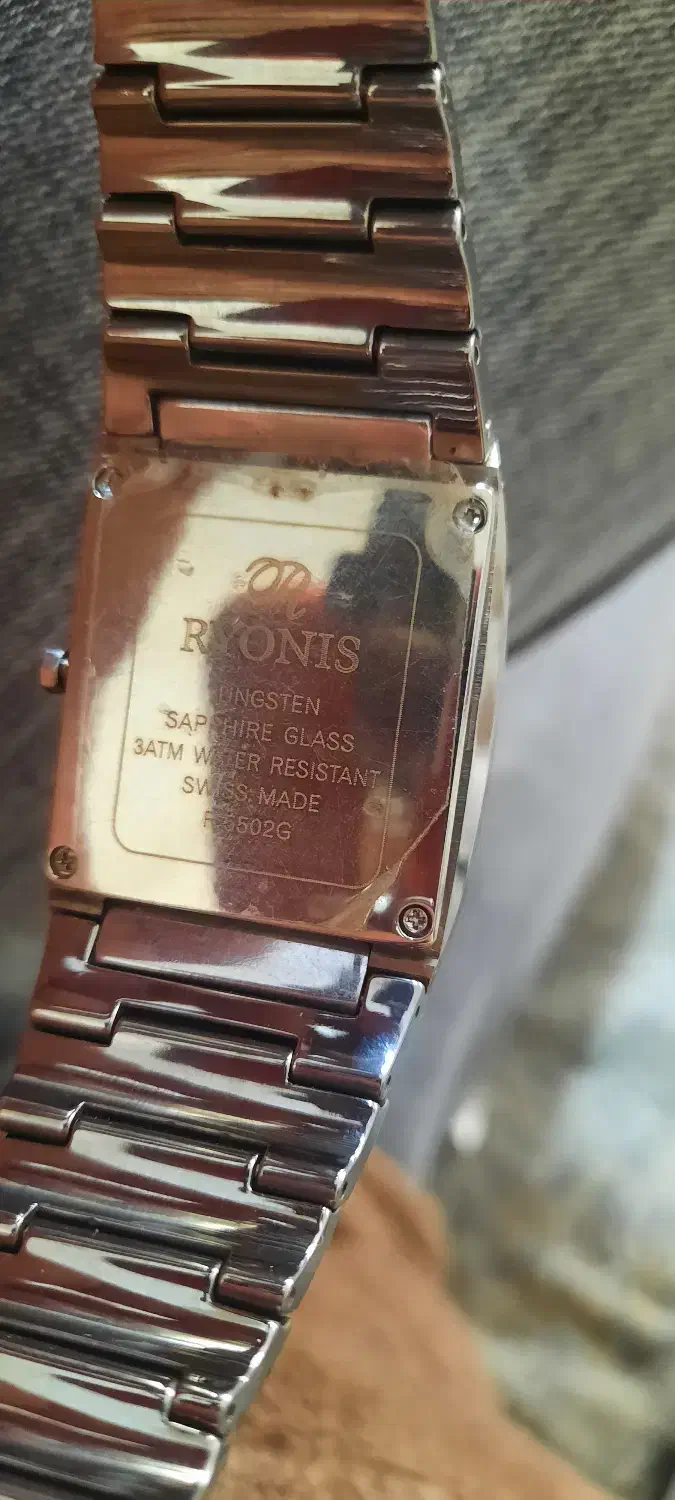 RYONIS
TUNGSTEN
SAPPHIRE GLASS
3ATM WATER RESISTANT
SWISS MADE